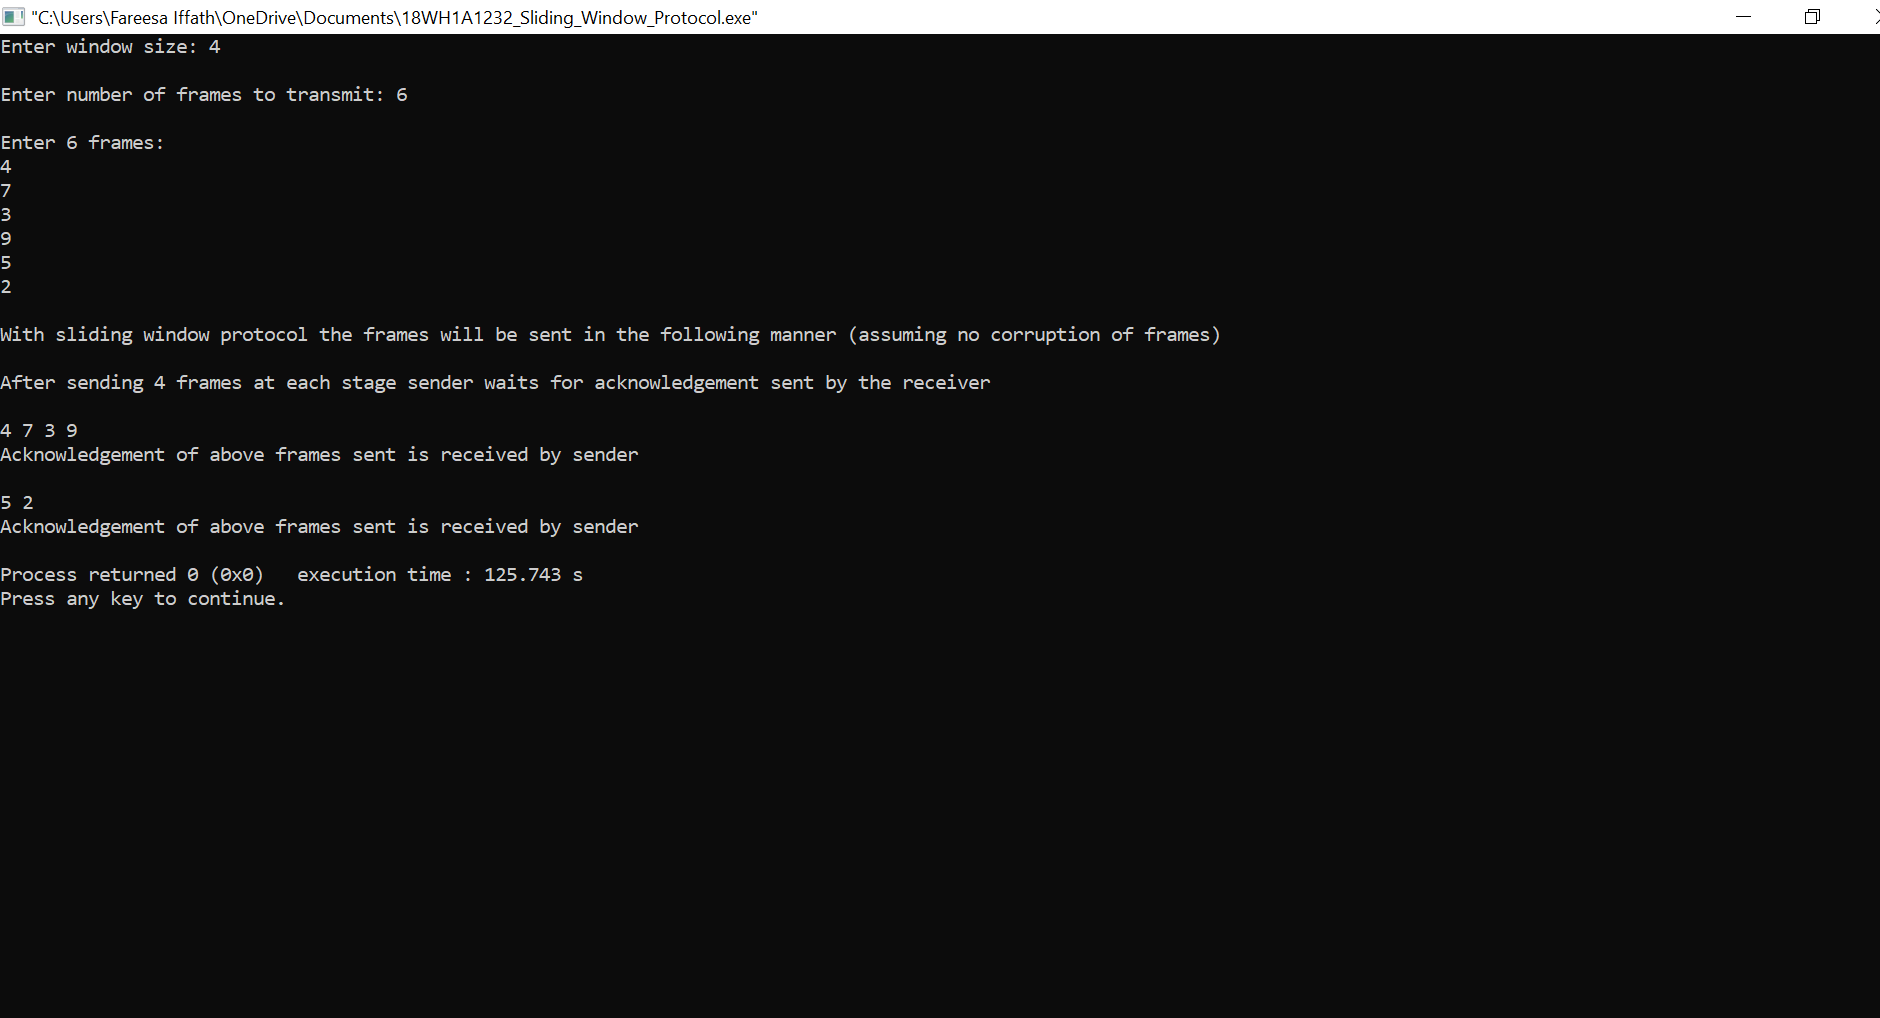 "C:\Users\Fareesa Iffath\OneDrive\Documents\18WH1A1232_Sliding_Window_Protocol.exe"
Enter window size: 4
Enter number of frames to transmit: 6
Enter 6 frames:
4
7
3
9
5
2
With sliding window protocol the frames will be sent in the following manner (assuming no corruption of frames)
After sending 4 frames at each stage sender waits for acknowledgement sent by the receiver
4 7 3 9
Acknowledgement of above frames sent is received by sender
5 2
Acknowledgement of above frames sent is received by sender
Process returned 0 (0x0)   execution time : 125.743 s
Press any key to continue.